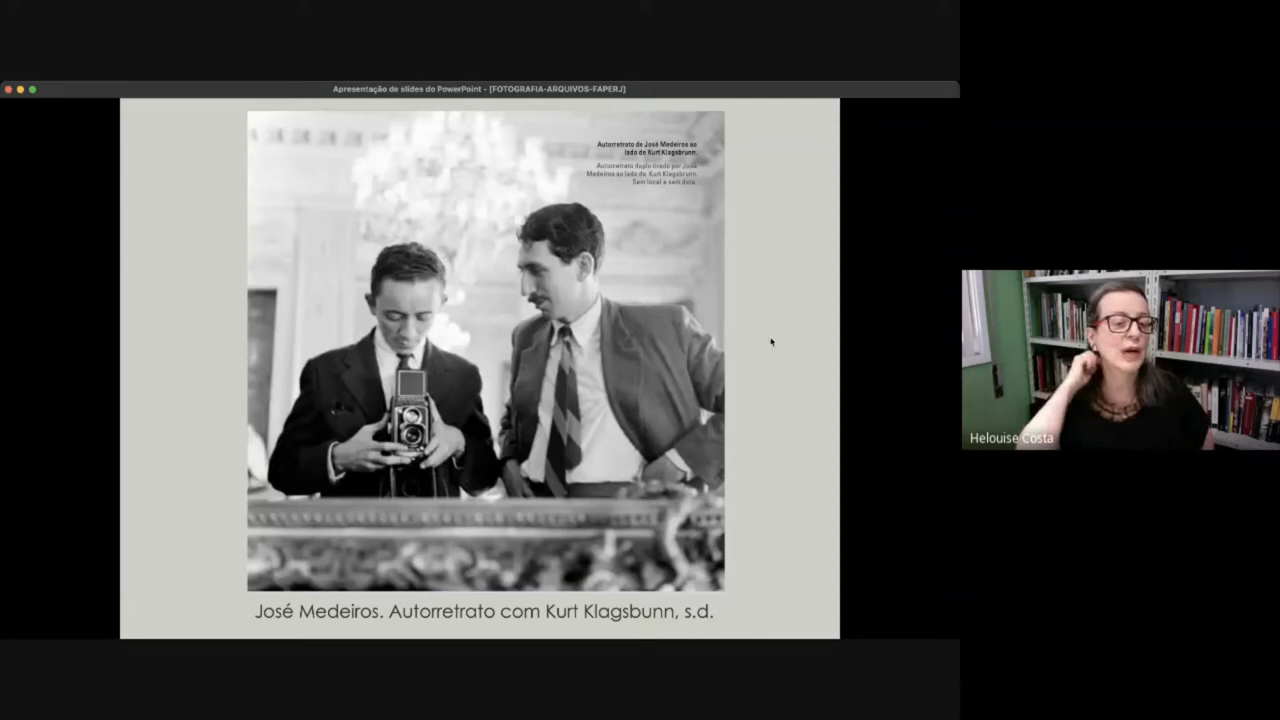 Apresentação de slides do PowerPoint - [FOTOGRAFIA-ARQUIVOS-FAPERJ]
Autorretrato de José Medeiros ao
lado de Kurt Klagsbrunn.
Autorretrato duplo tirado por José
Medeiros ao lado de Kurt Klagsbrunn.
Sem local e sem data.
José Medeiros. Autorretrato com Kurt Klagsbunn, s.d.
Helouise Costa